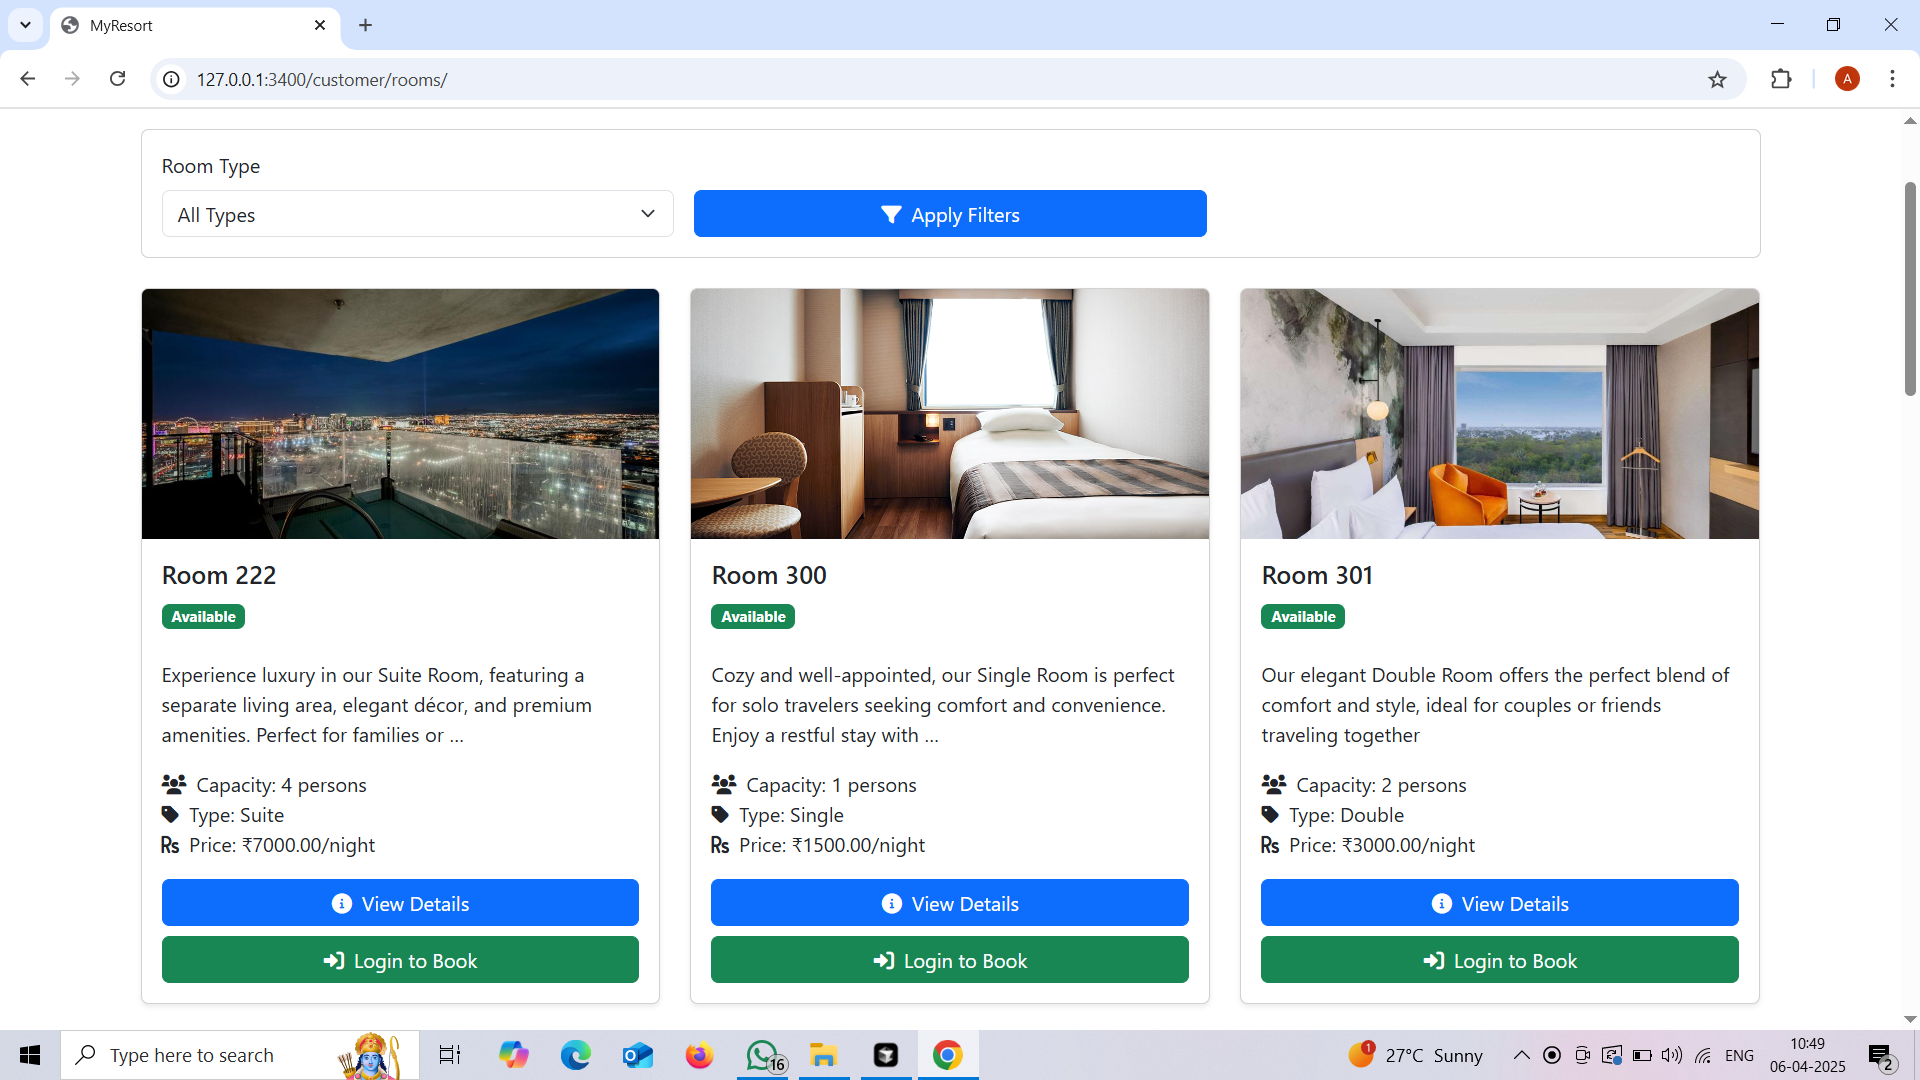 MyResort
127.0.0.1:3400/customer/rooms/
A
Room Type
All Types
Apply Filters
Room 222
Available
Experience luxury in our Suite Room, featuring a
separate living area, elegant décor, and premium
amenities. Perfect for families or ...
Capacity: 4 persons
Type: Suite
Rs Price: ₹7000.00/night
View Details
Login to Book
Room 300
Available
Cozy and well-appointed, our Single Room is perfect
for solo travelers seeking comfort and convenience.
Enjoy a restful stay with ...
Capacity: 1 persons
Type: Single
Rs Price: ₹1500.00/night
View Details
Login to Book
Room 301
Available
Our elegant Double Room offers the perfect blend of
comfort and style, ideal for couples or friends
traveling together
Capacity: 2 persons
Type: Double
Rs Price: ₹3000.00/night
View Details
Login to Book
Type here to search
16
1
27°C Sunny
ENG
10:49
06-04-2025
2